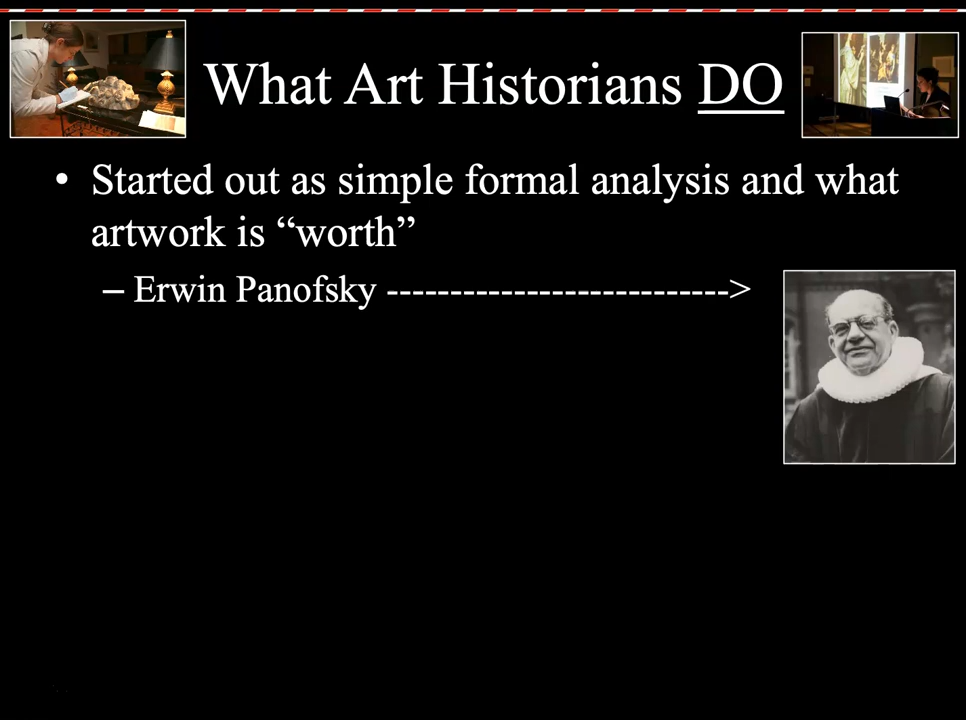 What Art Historians DO
• Started out as simple formal analysis and what
artwork is “worth”
– Erwin Panofsky --------------------------->